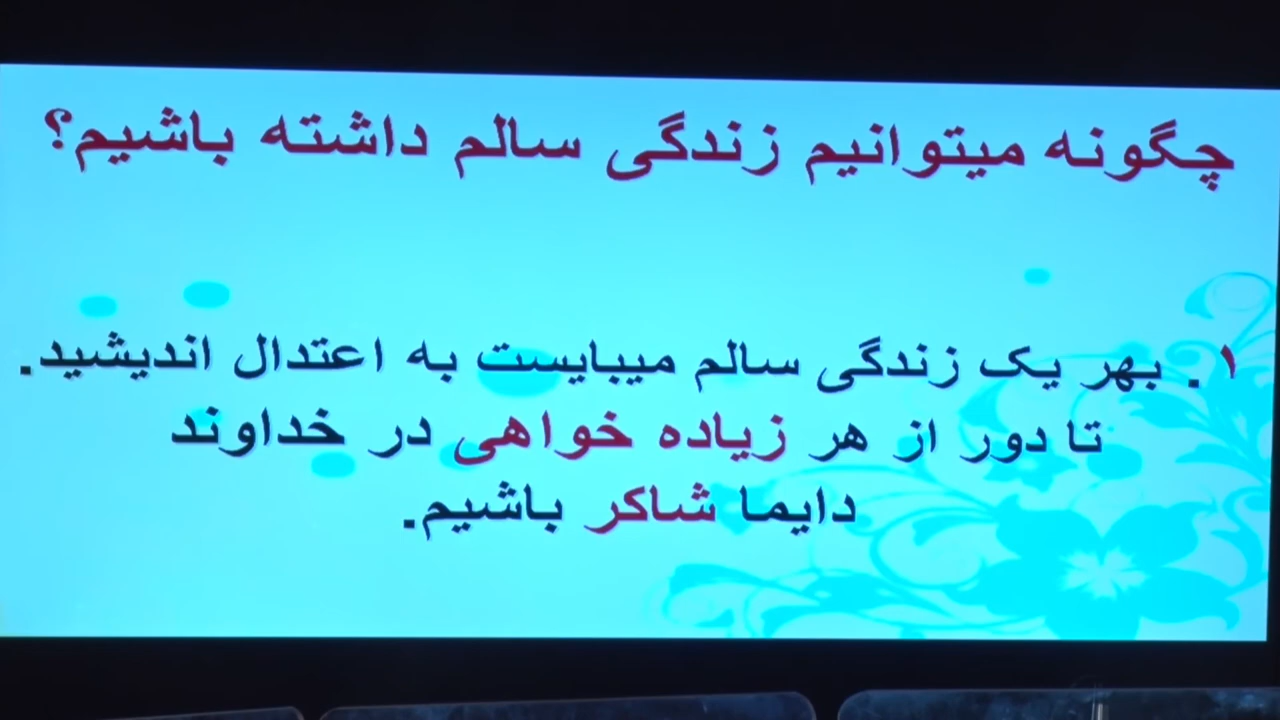 چگونه میتوانیم زندگی سالم داشته باشیم؟
۱. بهر یک زندگی سالم میبایست به اعتدال اندیشید.
تا دور از هر زیاده خواهی در خداوند
دایما شاکر باشیم.